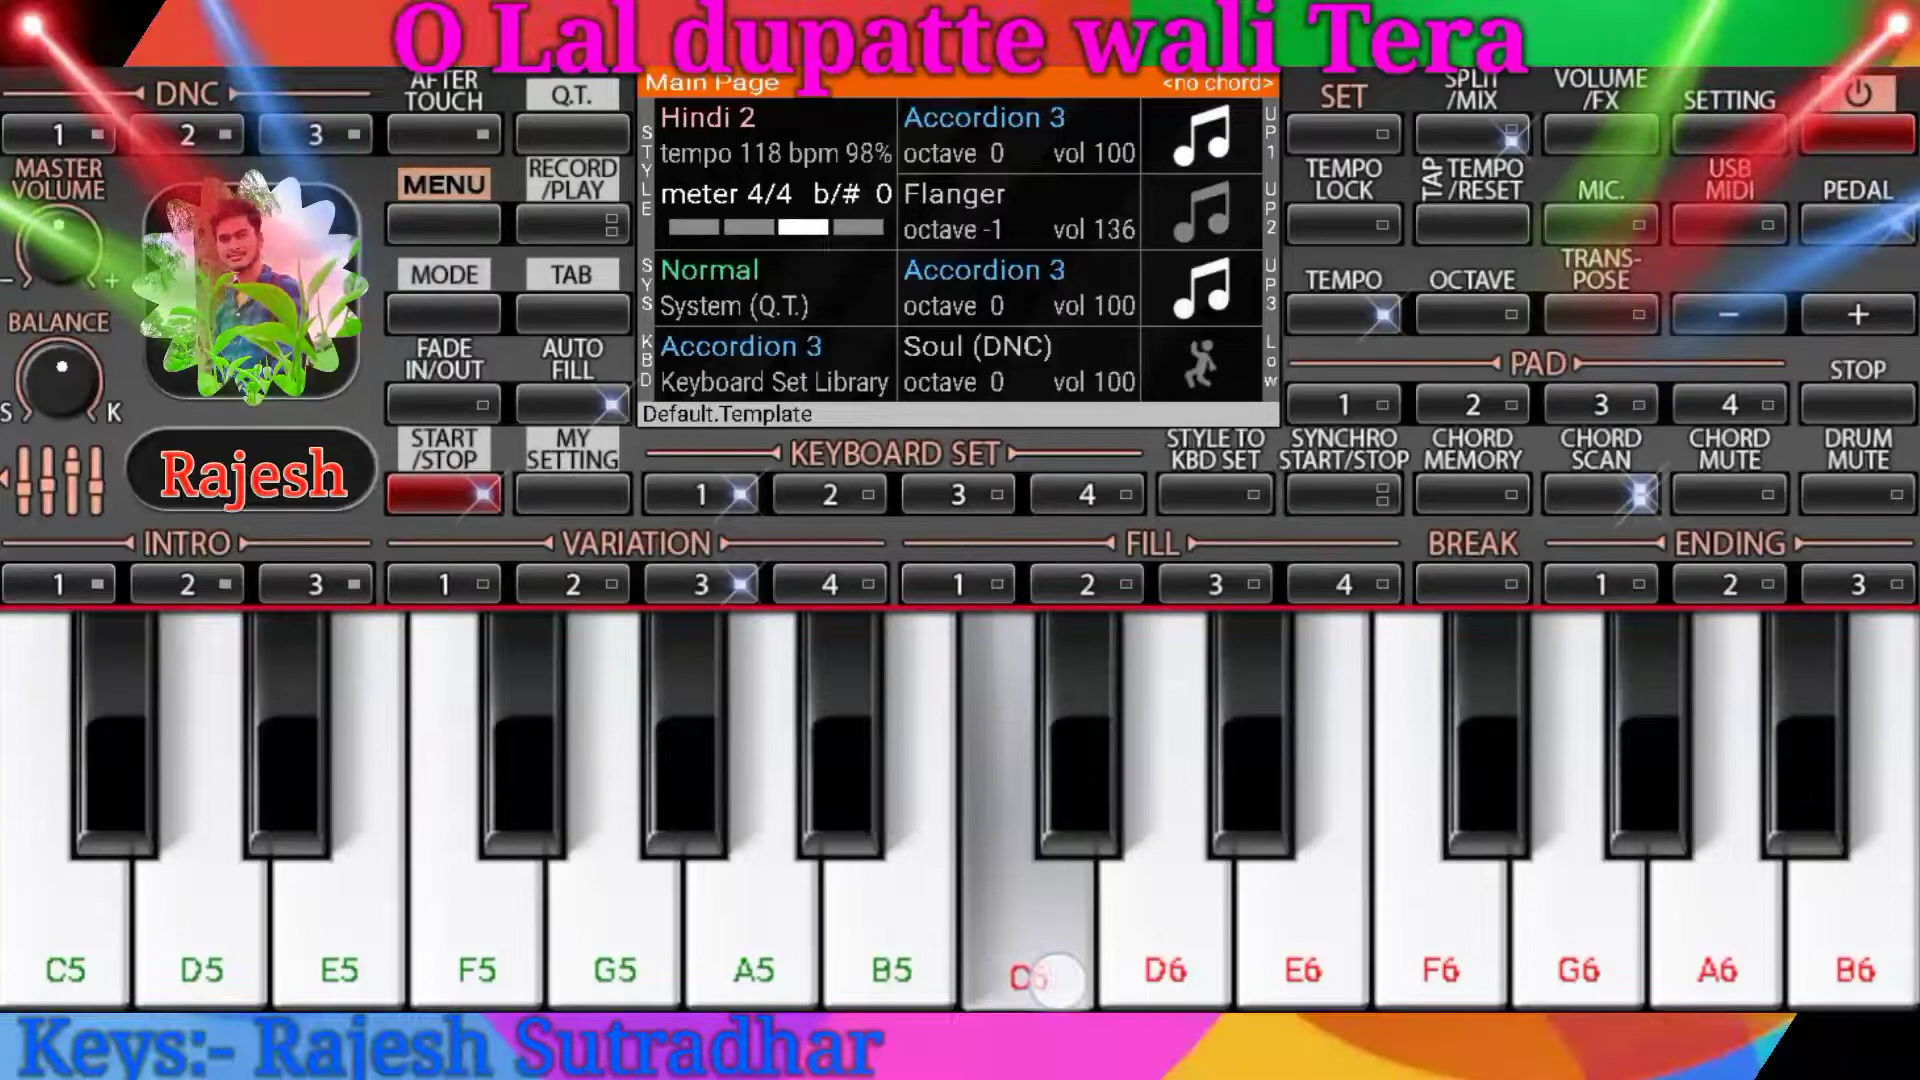 O Lal dupatte wali Tera
DNC
1 2 3
AFTER
TOUCH
Q.T.
MASTER
VOLUME
- +
MENU
RECORD
/PLAY
MODE
TAB
BALANCE
S K
FADE
IN/OUT
AUTO
FILL
Rajesh
START
/STOP
MY
SETTING
Main Page <no chord>
STYLE
Hindi 2
tempo 118 bpm 98%
meter 4/4 b/# 0
SYS
Normal
System (Q.T.)
KBD
Accordion 3
Keyboard Set Library
Accordion 3
octave 0 vol 100
UP1
Flanger
octave -1 vol 136
UP2
Accordion 3
octave 0 vol 100
UP3
Soul (DNC)
octave 0 vol 100
Low
Default.Template
SET
SPLIT
/MIX
VOLUME
/FX
SETTING
TEMPO
LOCK
TAP TEMPO
/RESET
MIC.
USB
MIDI
PEDAL
TEMPO
OCTAVE
TRANS-
POSE
- +
PAD
1 2 3 4
STOP
KEYBOARD SET
1 2 3 4
STYLE TO
KBD SET
SYNCHRO
START/STOP
CHORD
MEMORY
CHORD
SCAN
CHORD
MUTE
DRUM
MUTE
INTRO
1 2 3
VARIATION
1 2 3 4
FILL
1 2 3 4
BREAK
ENDING
1 2 3
C5 D5 E5 F5 G5 A5 B5 C6 D6 E6 F6 G6 A6 B6
Keys:- Rajesh Sutradhar